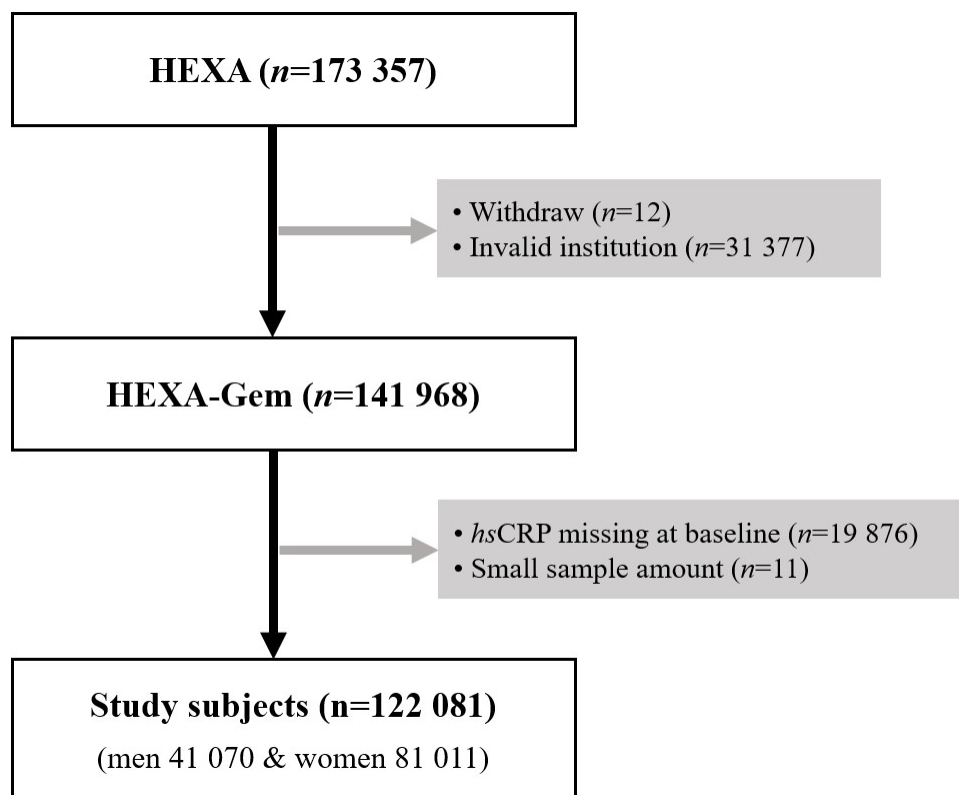 HEXA (n=173 357)
• Withdraw (n=12)
• Invalid institution (n=31 377)
HEXA-Gem (n=141 968)
• hsCRP missing at baseline (n=19 876)
• Small sample amount (n=11)
Study subjects (n=122 081)
(men 41 070 & women 81 011)